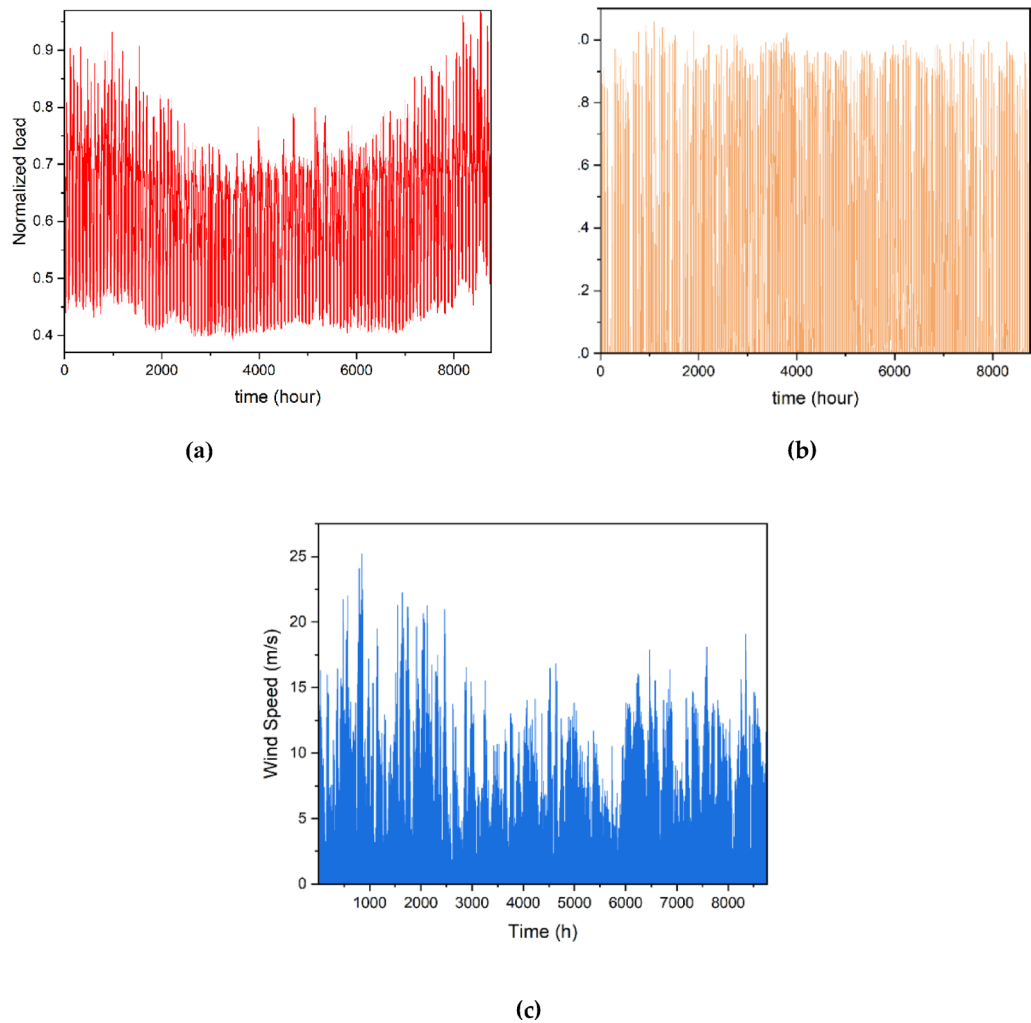 Normalized load
0.9
0.8
0.7
0.6
0.5
0.4
0 2000 4000 6000 8000
time (hour)
(a)
.0
.8
.6
.4
.2
.0
0 2000 4000 6000 8000
time (hour)
(b)
Wind Speed (m/s)
25
20
15
10
5
0
1000 2000 3000 4000 5000 6000 7000 8000
Time (h)
(c)